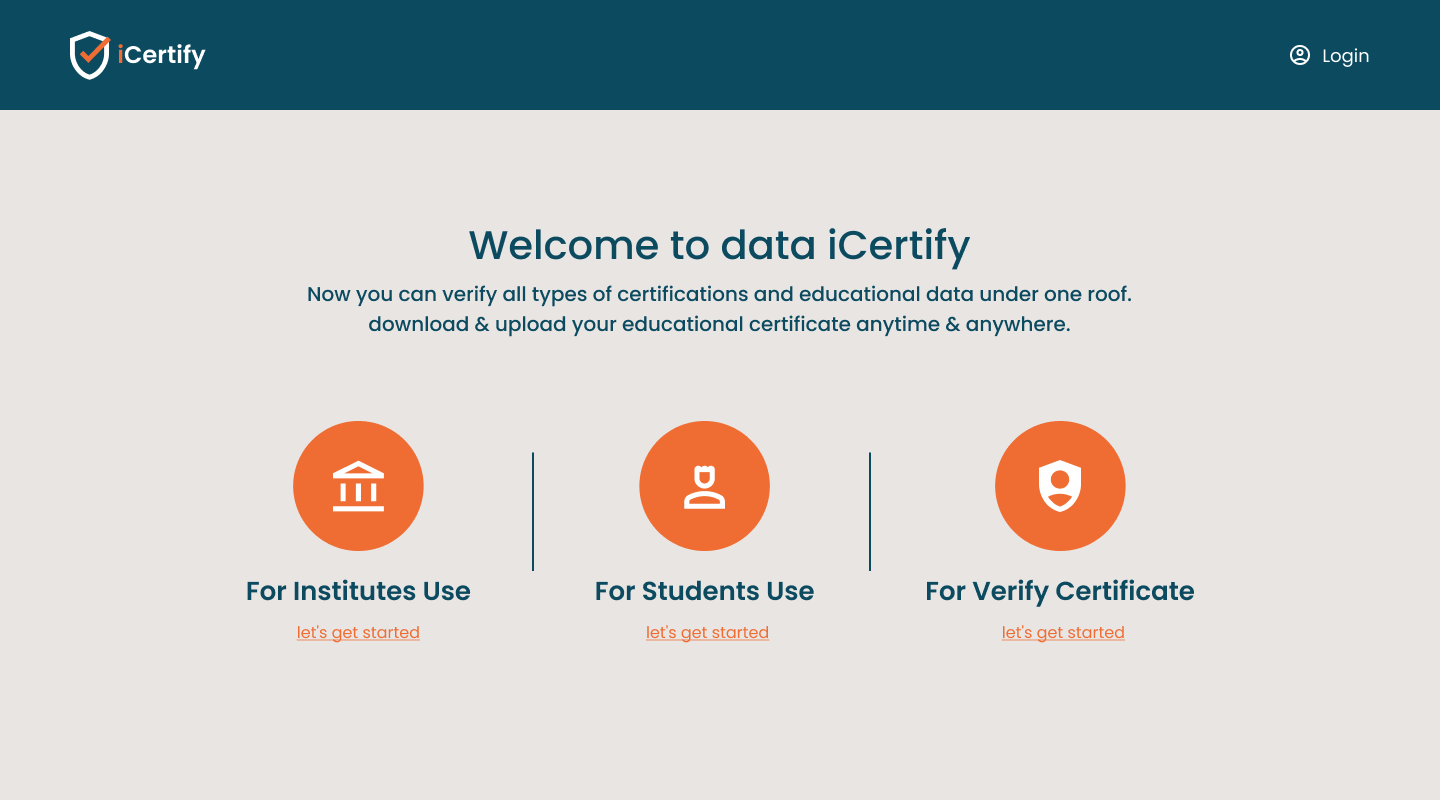 iCertify
Login
Welcome to data iCertify
Now you can verify all types of certifications and educational data under one roof.
download & upload your educational certificate anytime & anywhere.
For Institutes Use
For Students Use
For Verify Certificate
let's get started
let's get started
let's get started